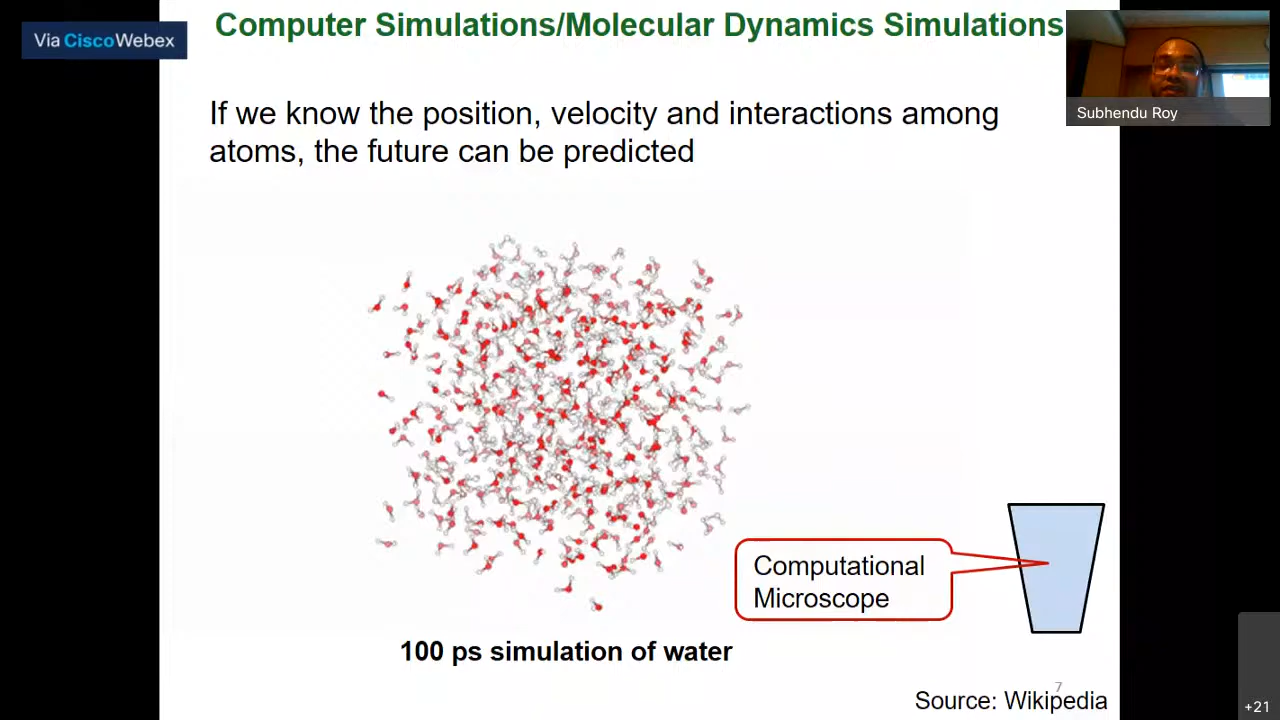 Computer Simulations/Molecular Dynamics Simulations
Via CiscoWebex
Subhendu Roy
If we know the position, velocity and interactions among
atoms, the future can be predicted
Computational
Microscope
100 ps simulation of water
7
Source: Wikipedia
+21